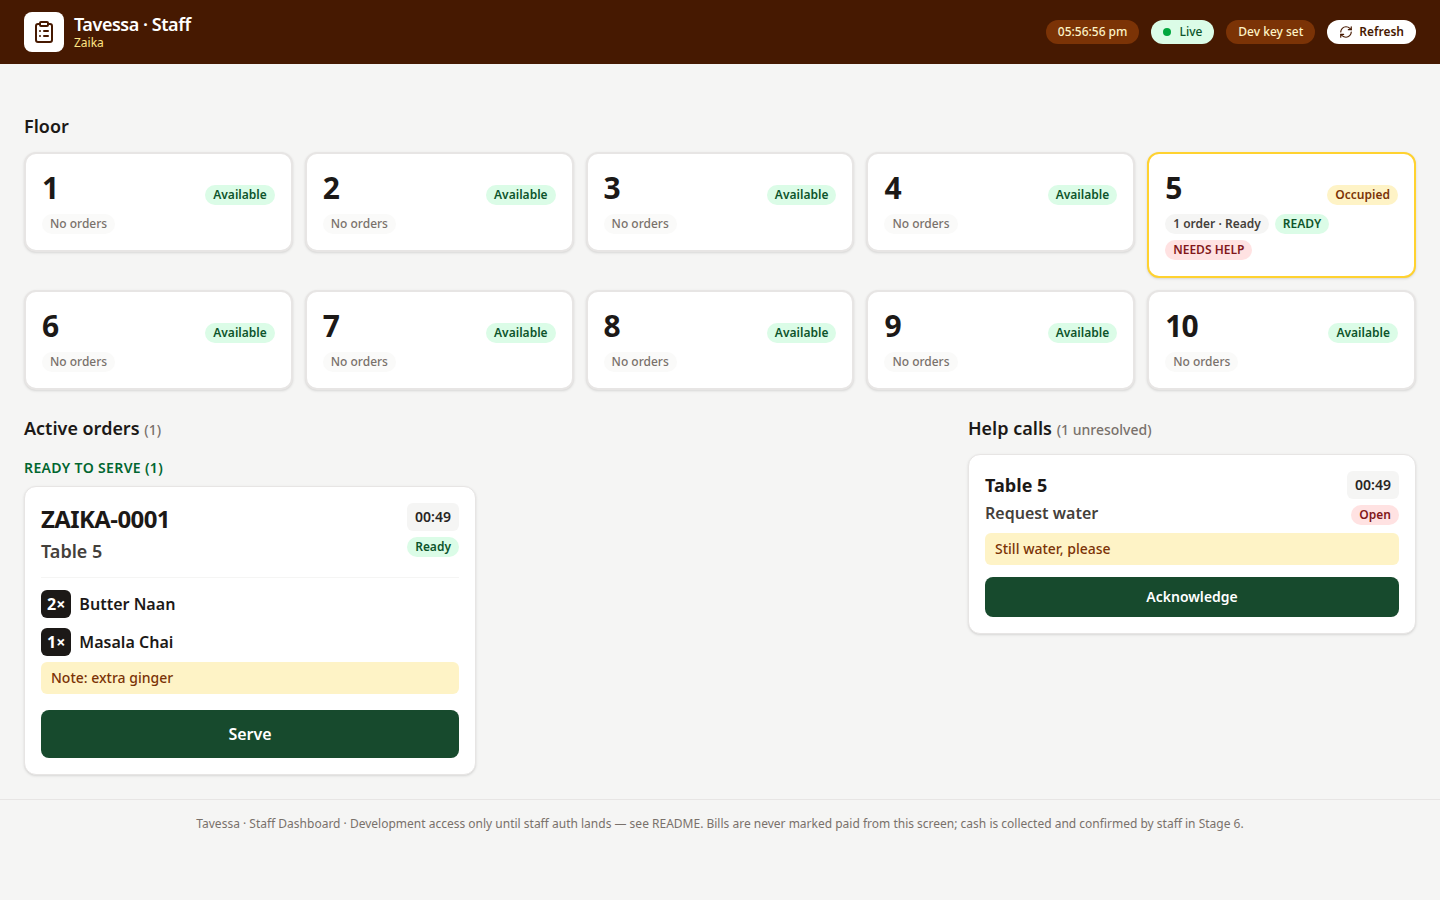 Tavessa · Staff
Zaika
05:56:56 pm
Live
Dev key set
Refresh
Floor
1
Available
No orders
2
Available
No orders
3
Available
No orders
4
Available
No orders
5
Occupied
1 order · Ready
READY
NEEDS HELP
6
Available
No orders
7
Available
No orders
8
Available
No orders
9
Available
No orders
10
Available
No orders
Active orders (1)
READY TO SERVE (1)
ZAIKA-0001
00:49
Table 5
Ready
2× Butter Naan
1× Masala Chai
Note: extra ginger
Serve
Help calls (1 unresolved)
Table 5
00:49
Request water
Open
Still water, please
Acknowledge
Tavessa · Staff Dashboard · Development access only until staff auth lands — see README. Bills are never marked paid from this screen; cash is collected and confirmed by staff in Stage 6.